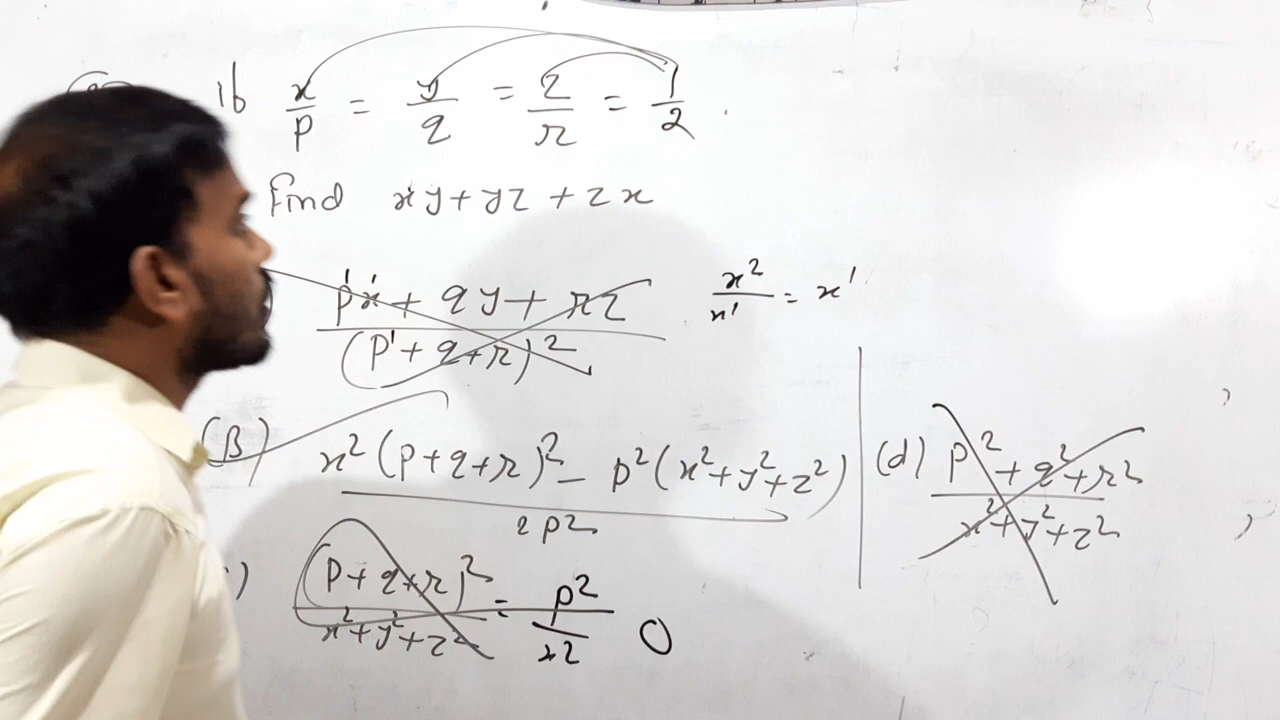 If x/p = y/q = z/r = 1/2 .
Find xy + yz + zx
p'x' + qy + rz / (p' + q + r)²
x²/x' = x'
(B) x²(p+q+r)² - p²(x²+y²+z²) / 2p²
(d) p² + q² + r² / x² + y² + z²
) (p+q+r)² / x²+y²+z² = p²/x² 0